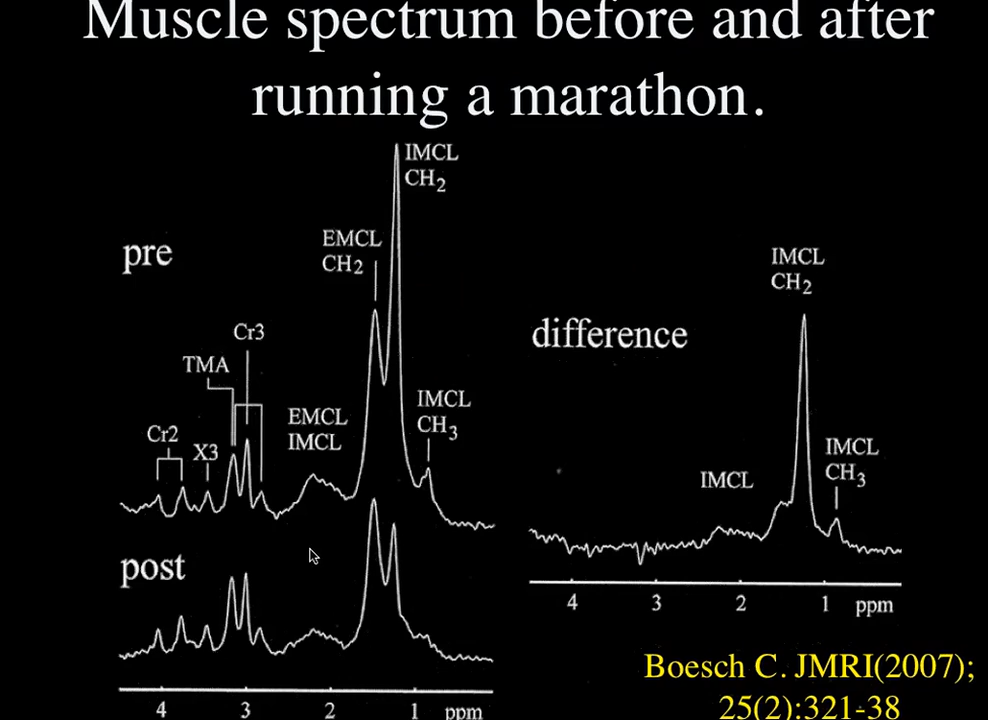 Muscle spectrum before and after
running a marathon.
pre
IMCL
CH2
EMCL
CH2
Cr3
TMA
Cr2
X3
EMCL
IMCL
IMCL
CH3
post
4 3 2 1 ppm
difference
IMCL
CH2
IMCL
IMCL
CH3
4 3 2 1 ppm
Boesch C. JMRI(2007);
25(2):321-38